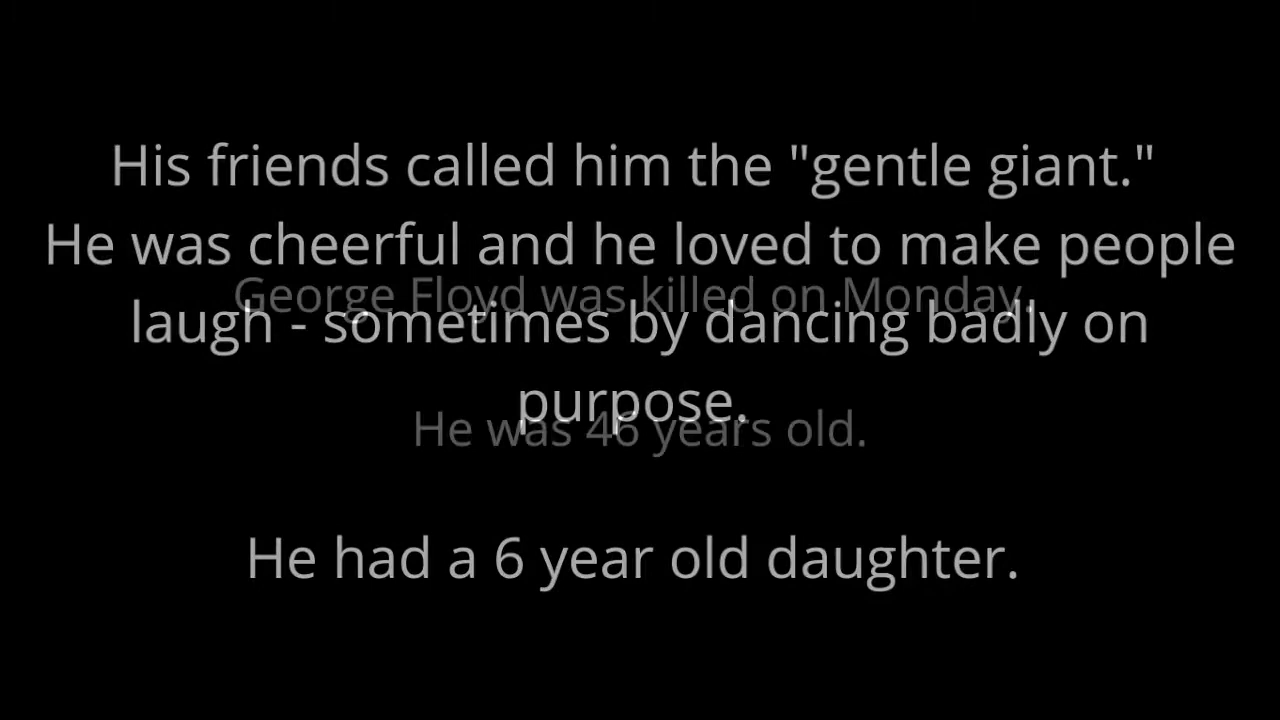 His friends called him the "gentle giant."
He was cheerful and he loved to make people
George Floyd was killed on Monday.
laugh - sometimes by dancing badly on
purpose.
He was 46 years old.
He had a 6 year old daughter.